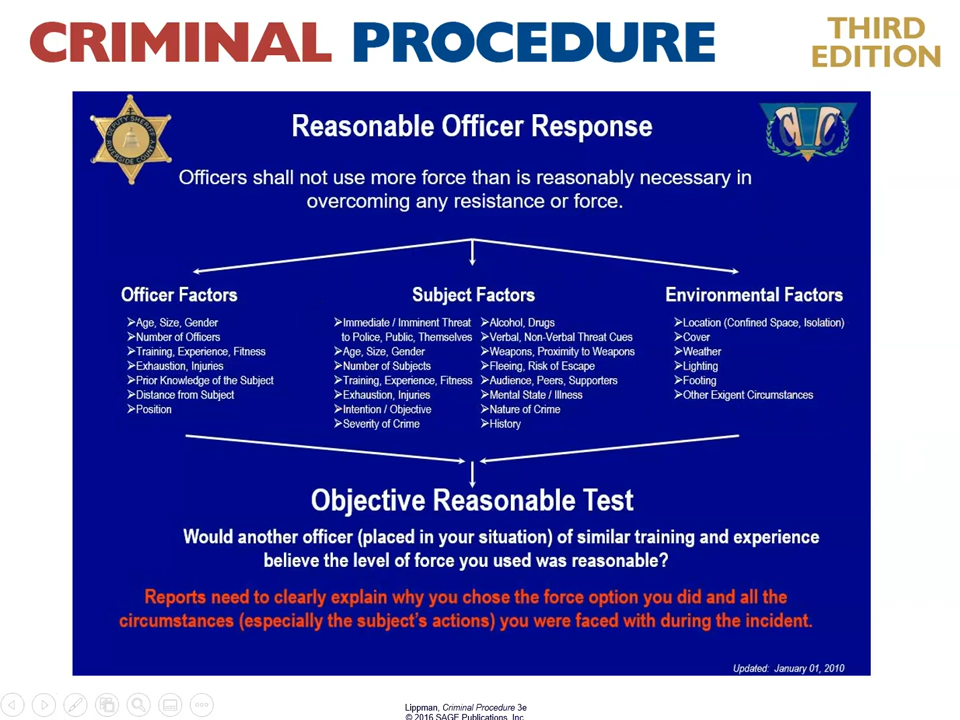 CRIMINAL PROCEDURE
THIRD
EDITION
DEPUTY SHERIFF
RIVERSIDE COUNTY
CTC
Reasonable Officer Response
Officers shall not use more force than is reasonably necessary in
overcoming any resistance or force.
Officer Factors
➢Age, Size, Gender
➢Number of Officers
➢Training, Experience, Fitness
➢Exhaustion, Injuries
➢Prior Knowledge of the Subject
➢Distance from Subject
➢Position
Subject Factors
➢Immediate / Imminent Threat
to Police, Public, Themselves
➢Age, Size, Gender
➢Number of Subjects
➢Training, Experience, Fitness
➢Exhaustion, Injuries
➢Intention / Objective
➢Severity of Crime
➢Alcohol, Drugs
➢Verbal, Non-Verbal Threat Cues
➢Weapons, Proximity to Weapons
➢Fleeing, Risk of Escape
➢Audience, Peers, Supporters
➢Mental State / Illness
➢Nature of Crime
➢History
Environmental Factors
➢Location (Confined Space, Isolation)
➢Cover
➢Weather
➢Lighting
➢Footing
➢Other Exigent Circumstances
Objective Reasonable Test
Would another officer (placed in your situation) of similar training and experience
believe the level of force you used was reasonable?
Reports need to clearly explain why you chose the force option you did and all the
circumstances (especially the subject's actions) you were faced with during the incident.
Updated: January 01, 2010
Lippman, Criminal Procedure 3e
© 2016 SAGE Publications, Inc.